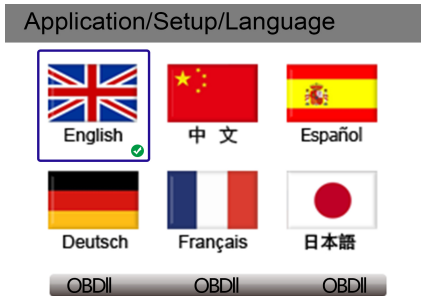 Application/Setup/Language
English 中 文 Español
Deutsch Français 日本語
OBDII OBDII OBDII